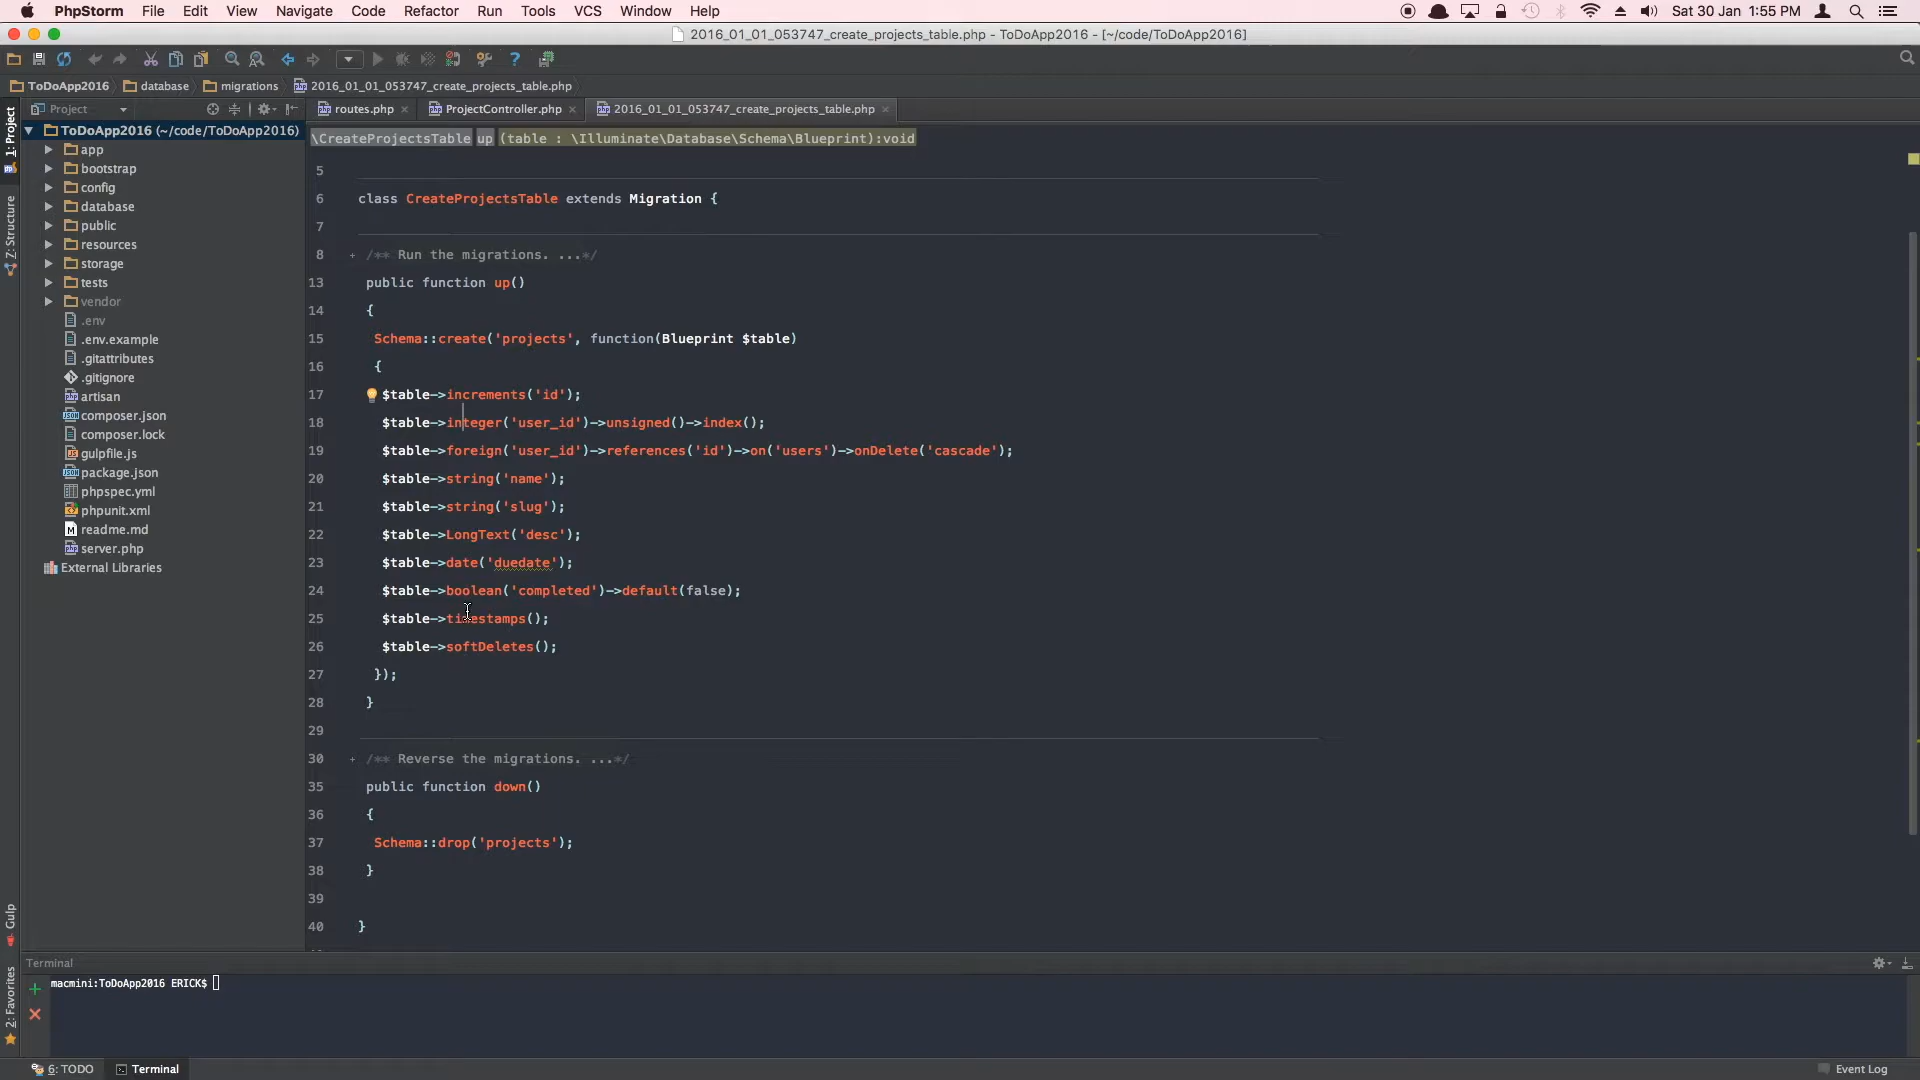 PhpStorm File Edit View Navigate Code Refactor Run Tools VCS Window Help Sat 30 Jan 1:55 PM
2016_01_01_053747_create_projects_table.php - ToDoApp2016 - [~/code/ToDoApp2016]
ToDoApp2016 database migrations 2016_01_01_053747_create_projects_table.php
1: Project
Z: Structure
Gulp
2: Favorites
Project
ToDoApp2016 (~/code/ToDoApp2016)
app
bootstrap
config
database
public
resources
storage
tests
vendor
.env
.env.example
.gitattributes
.gitignore
artisan
composer.json
composer.lock
gulpfile.js
package.json
phpspec.yml
phpunit.xml
readme.md
server.php
External Libraries
routes.php ProjectController.php 2016_01_01_053747_create_projects_table.php
\CreateProjectsTable up (table : \Illuminate\Database\Schema\Blueprint):void
5
6 class CreateProjectsTable extends Migration {
7
8 + /** Run the migrations. ...*/
13 public function up()
14 {
15 Schema::create('projects', function(Blueprint $table)
16 {
17 $table->increments('id');
18 $table->integer('user_id')->unsigned()->index();
19 $table->foreign('user_id')->references('id')->on('users')->onDelete('cascade');
20 $table->string('name');
21 $table->string('slug');
22 $table->LongText('desc');
23 $table->date('duedate');
24 $table->boolean('completed')->default(false);
25 $table->timestamps();
26 $table->softDeletes();
27 });
28 }
29
30 + /** Reverse the migrations. ...*/
35 public function down()
36 {
37 Schema::drop('projects');
38 }
39
40 }
Terminal
macmini:ToDoApp2016 ERICK$
6: TODO Terminal Event Log